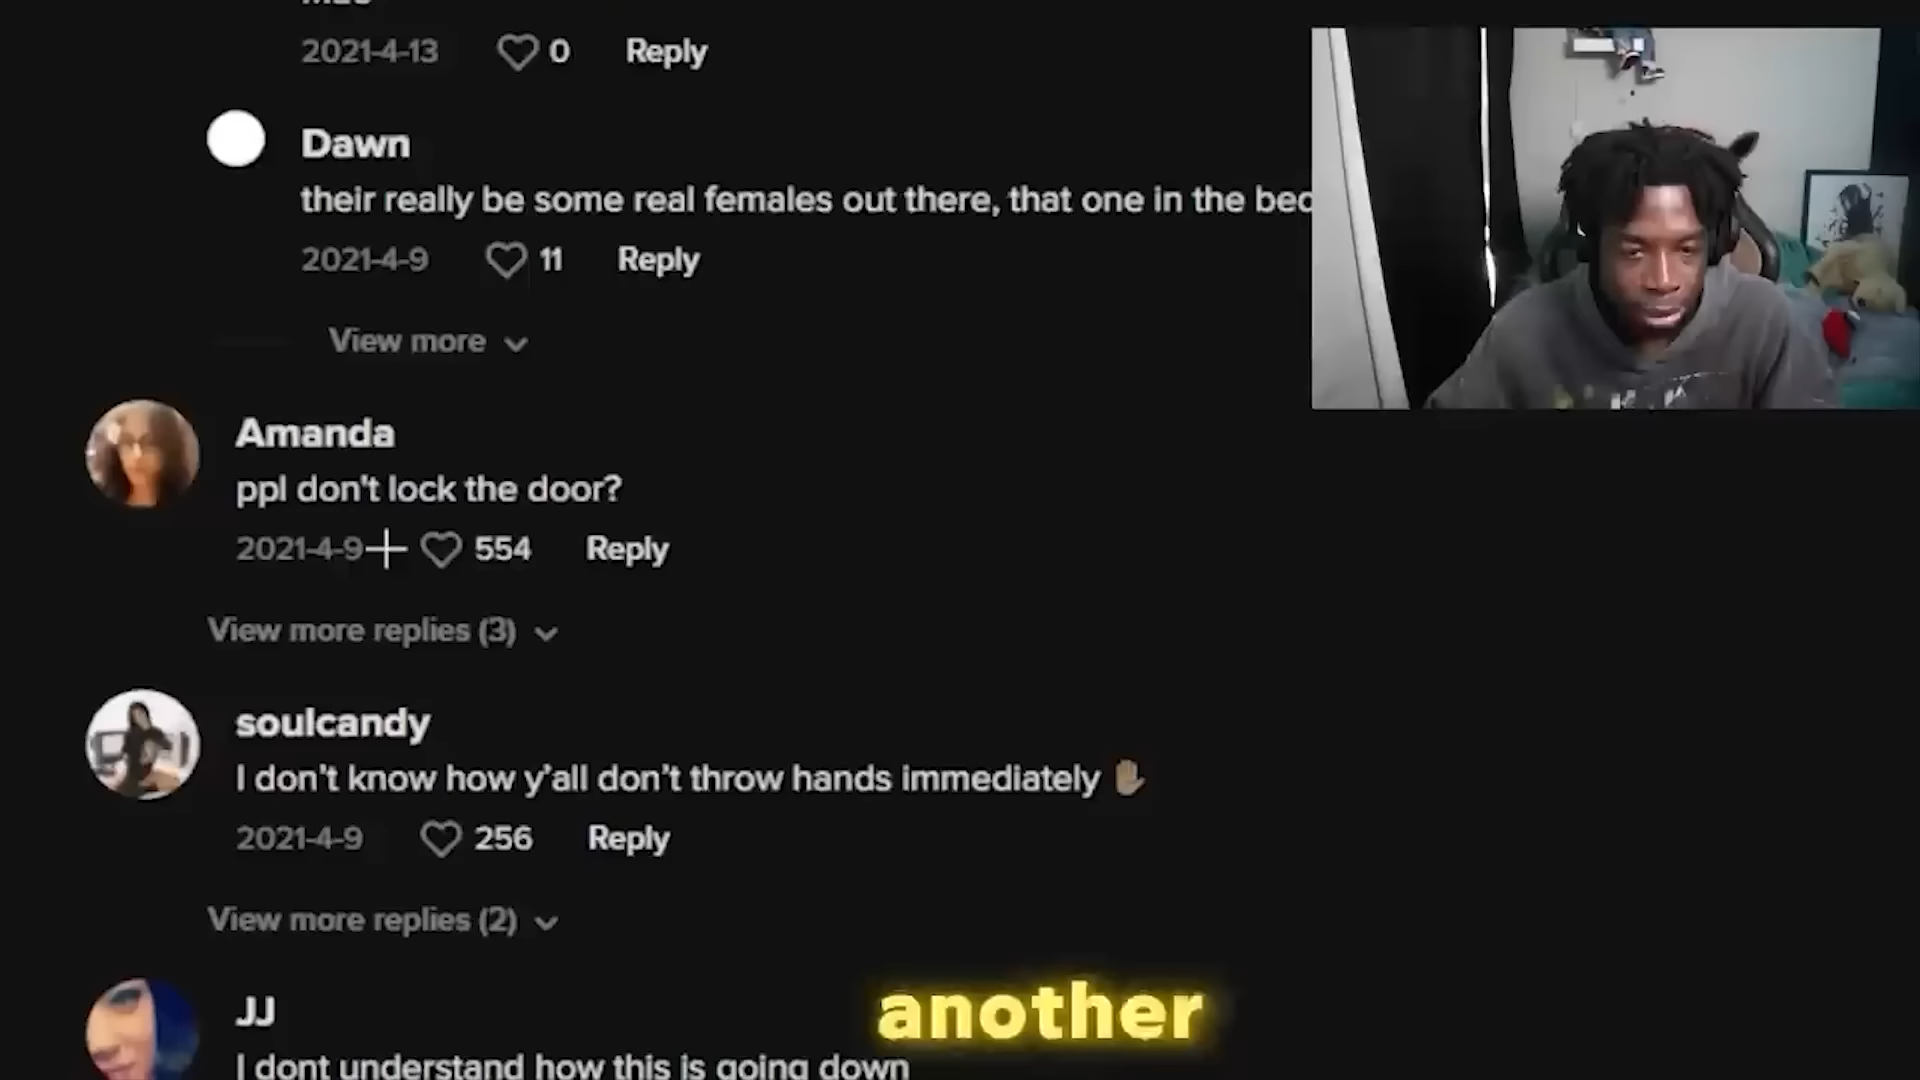 2021-4-13 0 Reply
Dawn
their really be some real females out there, that one in the bed
2021-4-9 11 Reply
View more
Amanda
ppl don't lock the door?
2021-4-9 554 Reply
View more replies (3)
soulcandy
I don't know how y'all don't throw hands immediately ✋🏽
2021-4-9 256 Reply
View more replies (2)
JJ
I dont understand how this is going down
another